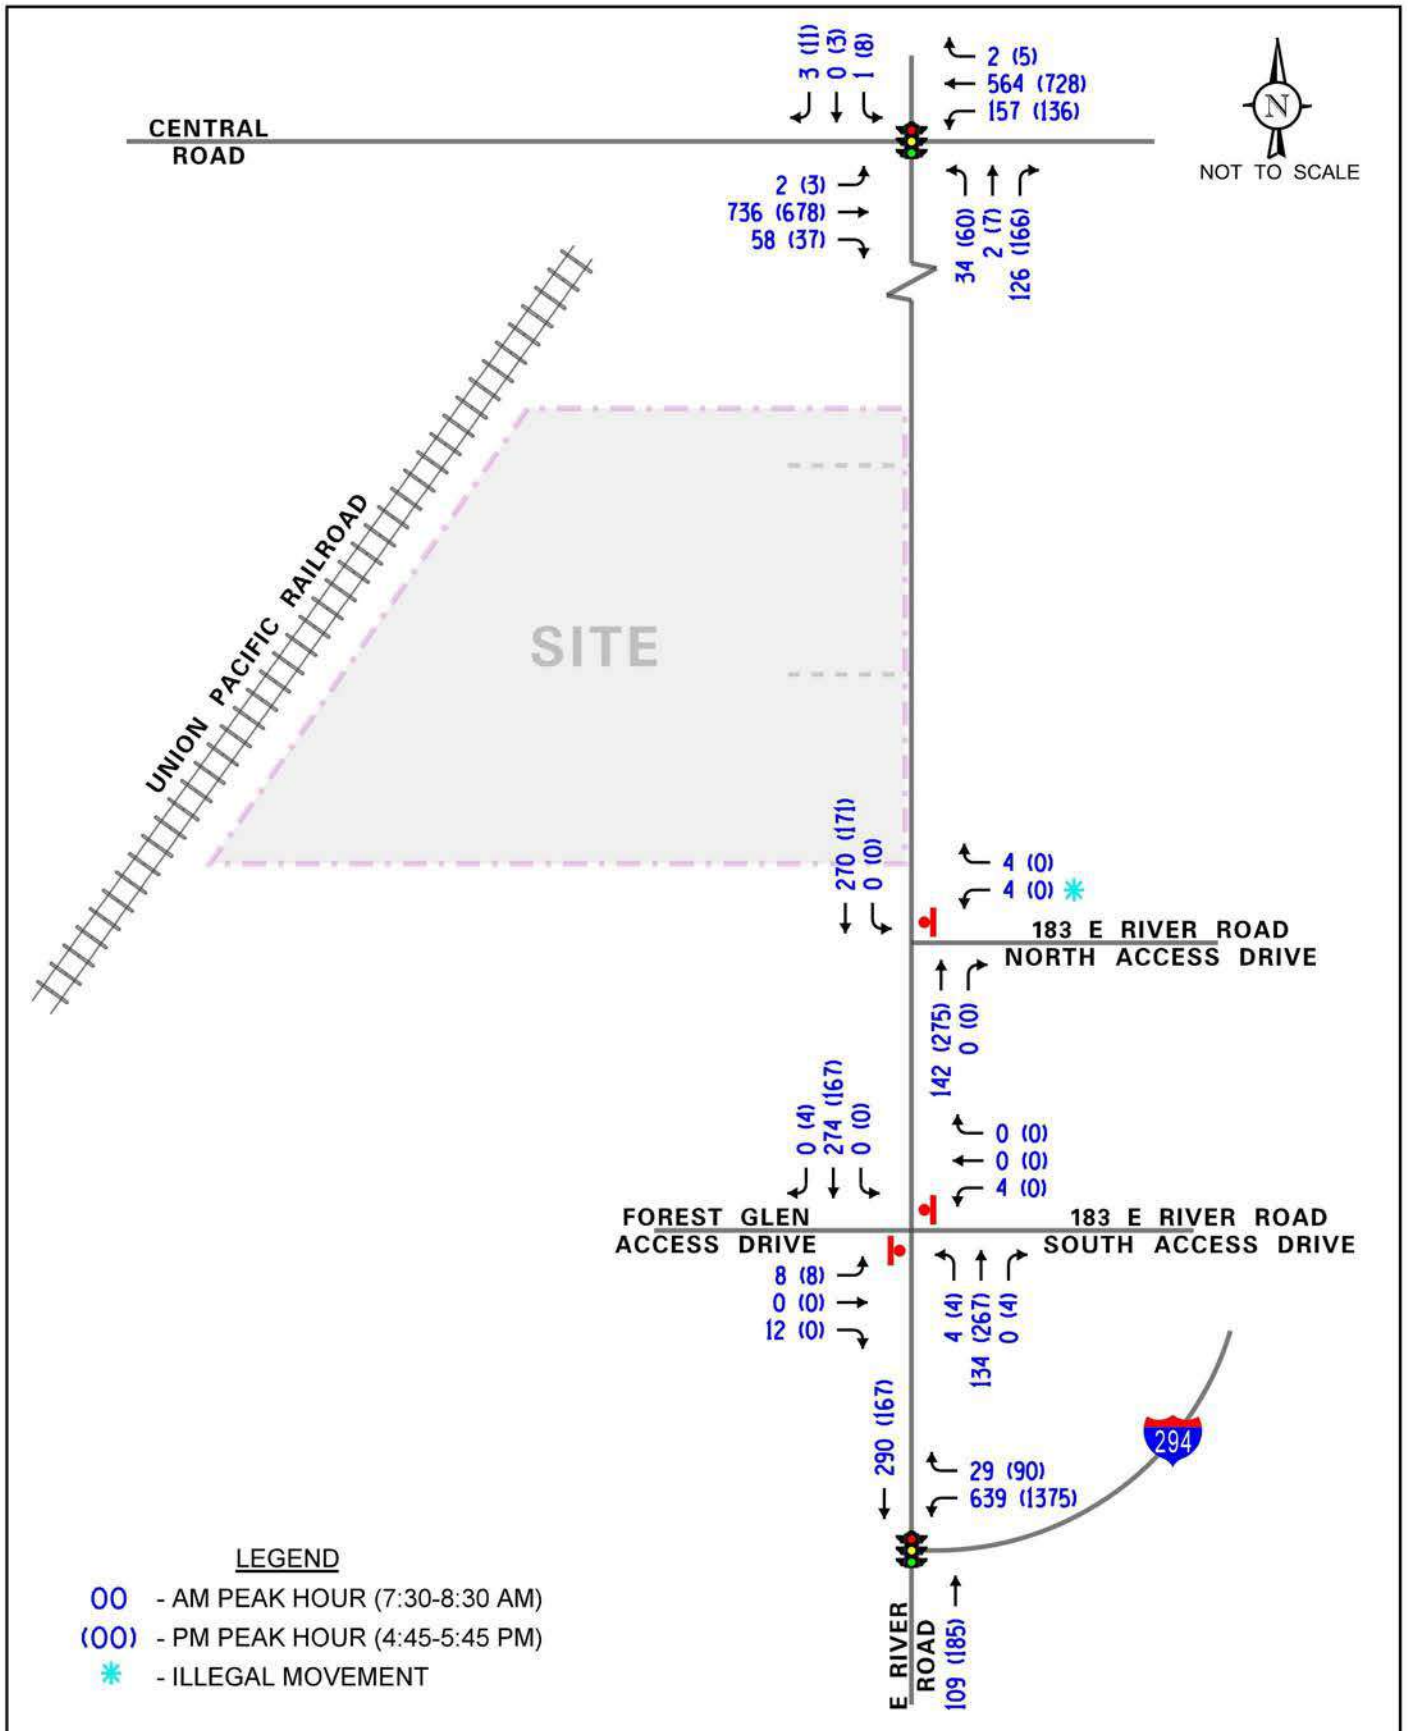 3 (11)
0 (3)
1 (8)
2 (5)
564 (728)
157 (136)
N
NOT TO SCALE
CENTRAL
ROAD
2 (3)
736 (678)
58 (37)
34 (60)
2 (7)
126 (166)
UNION PACIFIC RAILROAD
SITE
270 (171)
0 (0)
4 (0)
4 (0) *
183 E RIVER ROAD
NORTH ACCESS DRIVE
142 (275)
0 (0)
0 (4)
274 (167)
0 (0)
0 (0)
0 (0)
4 (0)
FOREST GLEN
ACCESS DRIVE
183 E RIVER ROAD
SOUTH ACCESS DRIVE
8 (8)
0 (0)
12 (0)
4 (4)
134 (267)
0 (4)
290 (167)
294
29 (90)
639 (1375)
E RIVER
ROAD
109 (185)
LEGEND
00 - AM PEAK HOUR (7:30-8:30 AM)
(00) - PM PEAK HOUR (4:45-5:45 PM)
* - ILLEGAL MOVEMENT